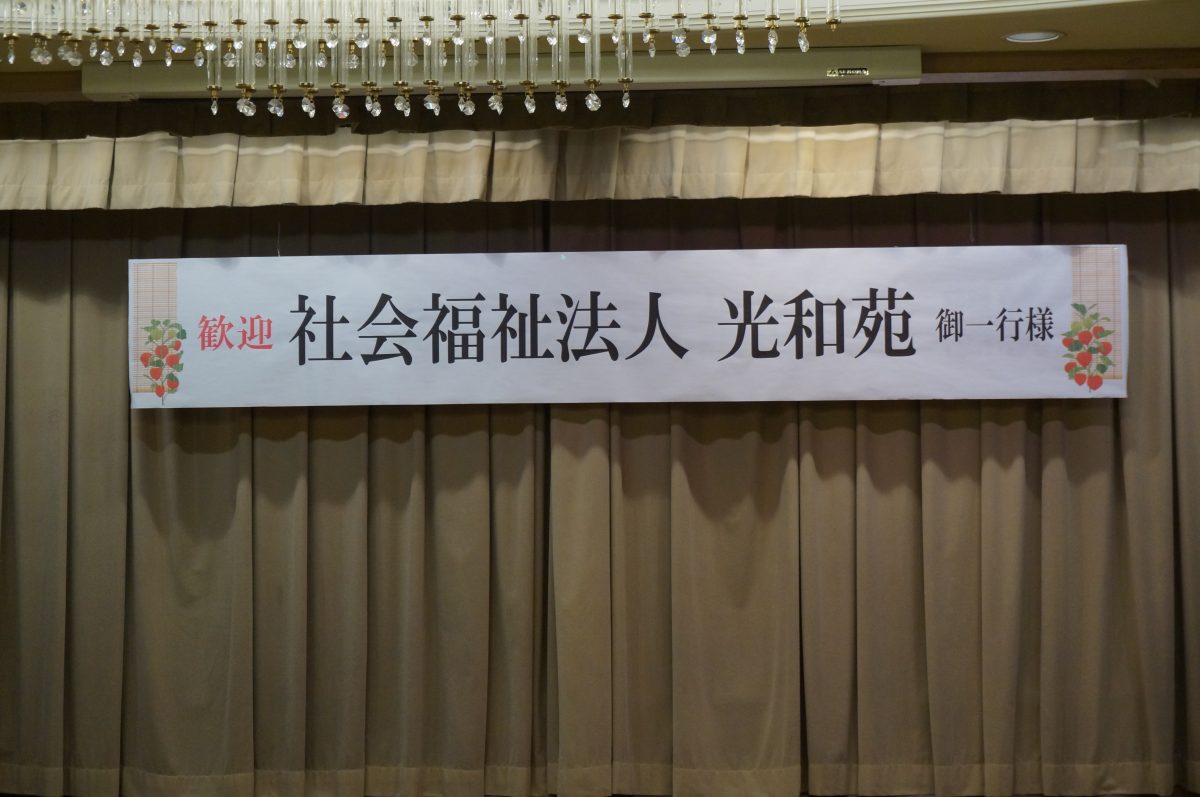 歓迎 社会福祉法人 光和苑 御一行様